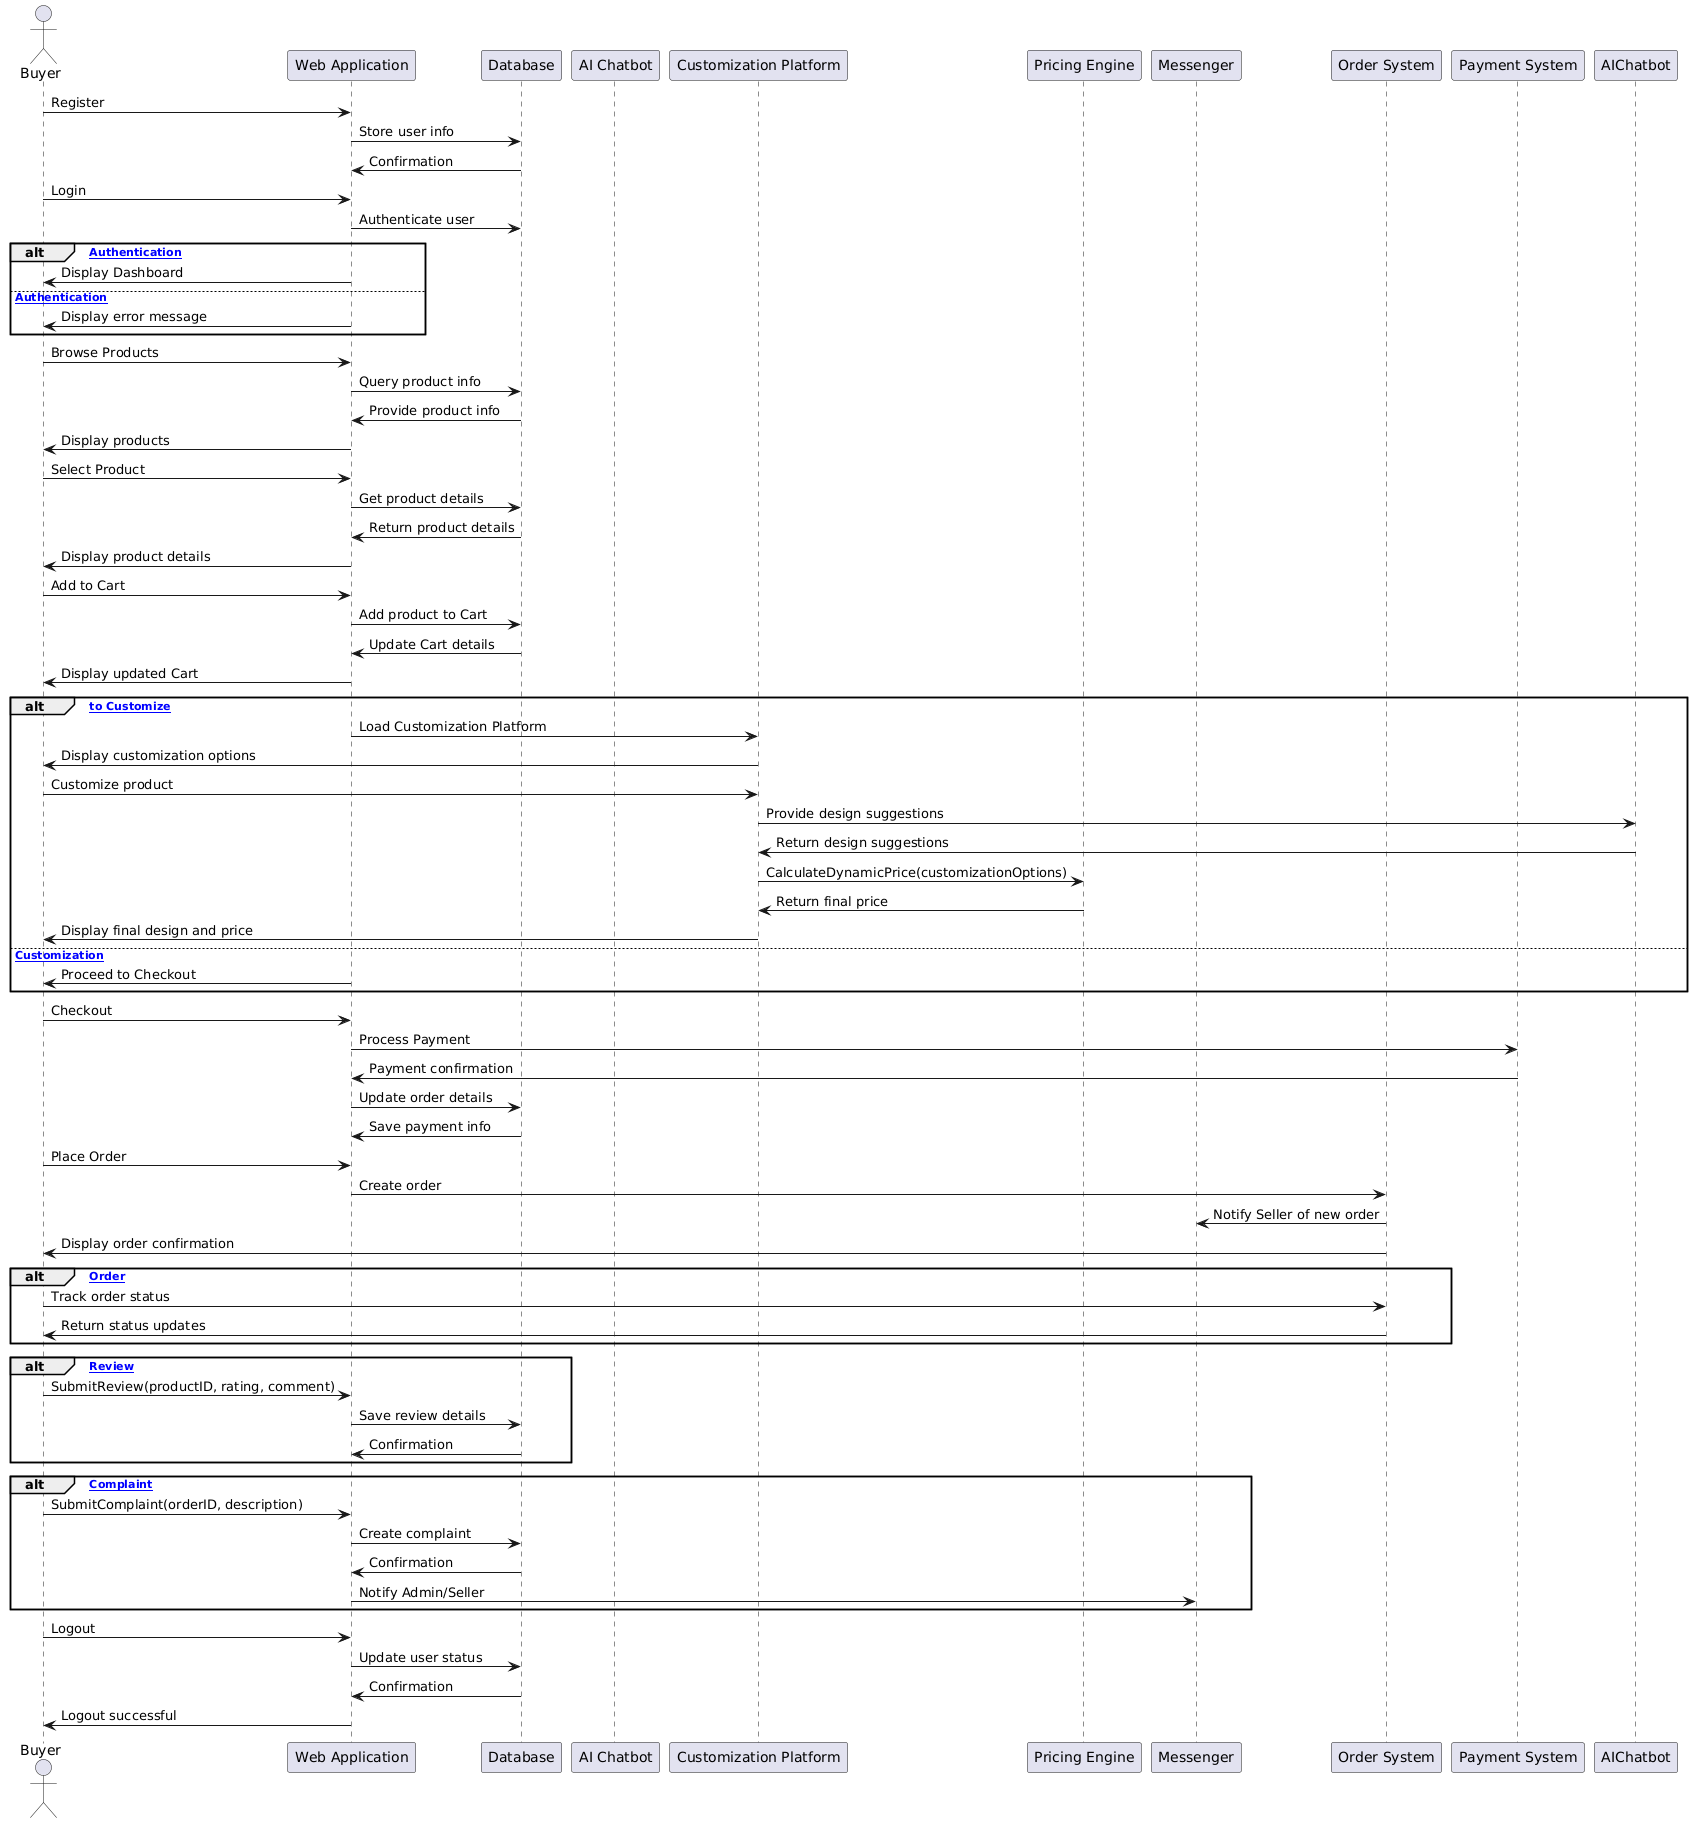 Buyer
Web Application
Database
AI Chatbot
Customization Platform
Pricing Engine
Messenger
Order System
Payment System
AIChatbot
Register
Store user info
Confirmation
Login
Authenticate user
alt
Authentication
Display Dashboard
Authentication
Display error message
Browse Products
Query product info
Provide product info
Display products
Select Product
Get product details
Return product details
Display product details
Add to Cart
Add product to Cart
Update Cart details
Display updated Cart
alt
to Customize
Load Customization Platform
Display customization options
Customize product
Provide design suggestions
Return design suggestions
CalculateDynamicPrice(customizationOptions)
Return final price
Display final design and price
Customization
Proceed to Checkout
Checkout
Process Payment
Payment confirmation
Update order details
Save payment info
Place Order
Create order
Notify Seller of new order
Display order confirmation
alt
Order
Track order status
Return status updates
alt
Review
SubmitReview(productID, rating, comment)
Save review details
Confirmation
alt
Complaint
SubmitComplaint(orderID, description)
Create complaint
Confirmation
Notify Admin/Seller
Logout
Update user status
Confirmation
Logout successful
Buyer
Web Application
Database
AI Chatbot
Customization Platform
Pricing Engine
Messenger
Order System
Payment System
AIChatbot